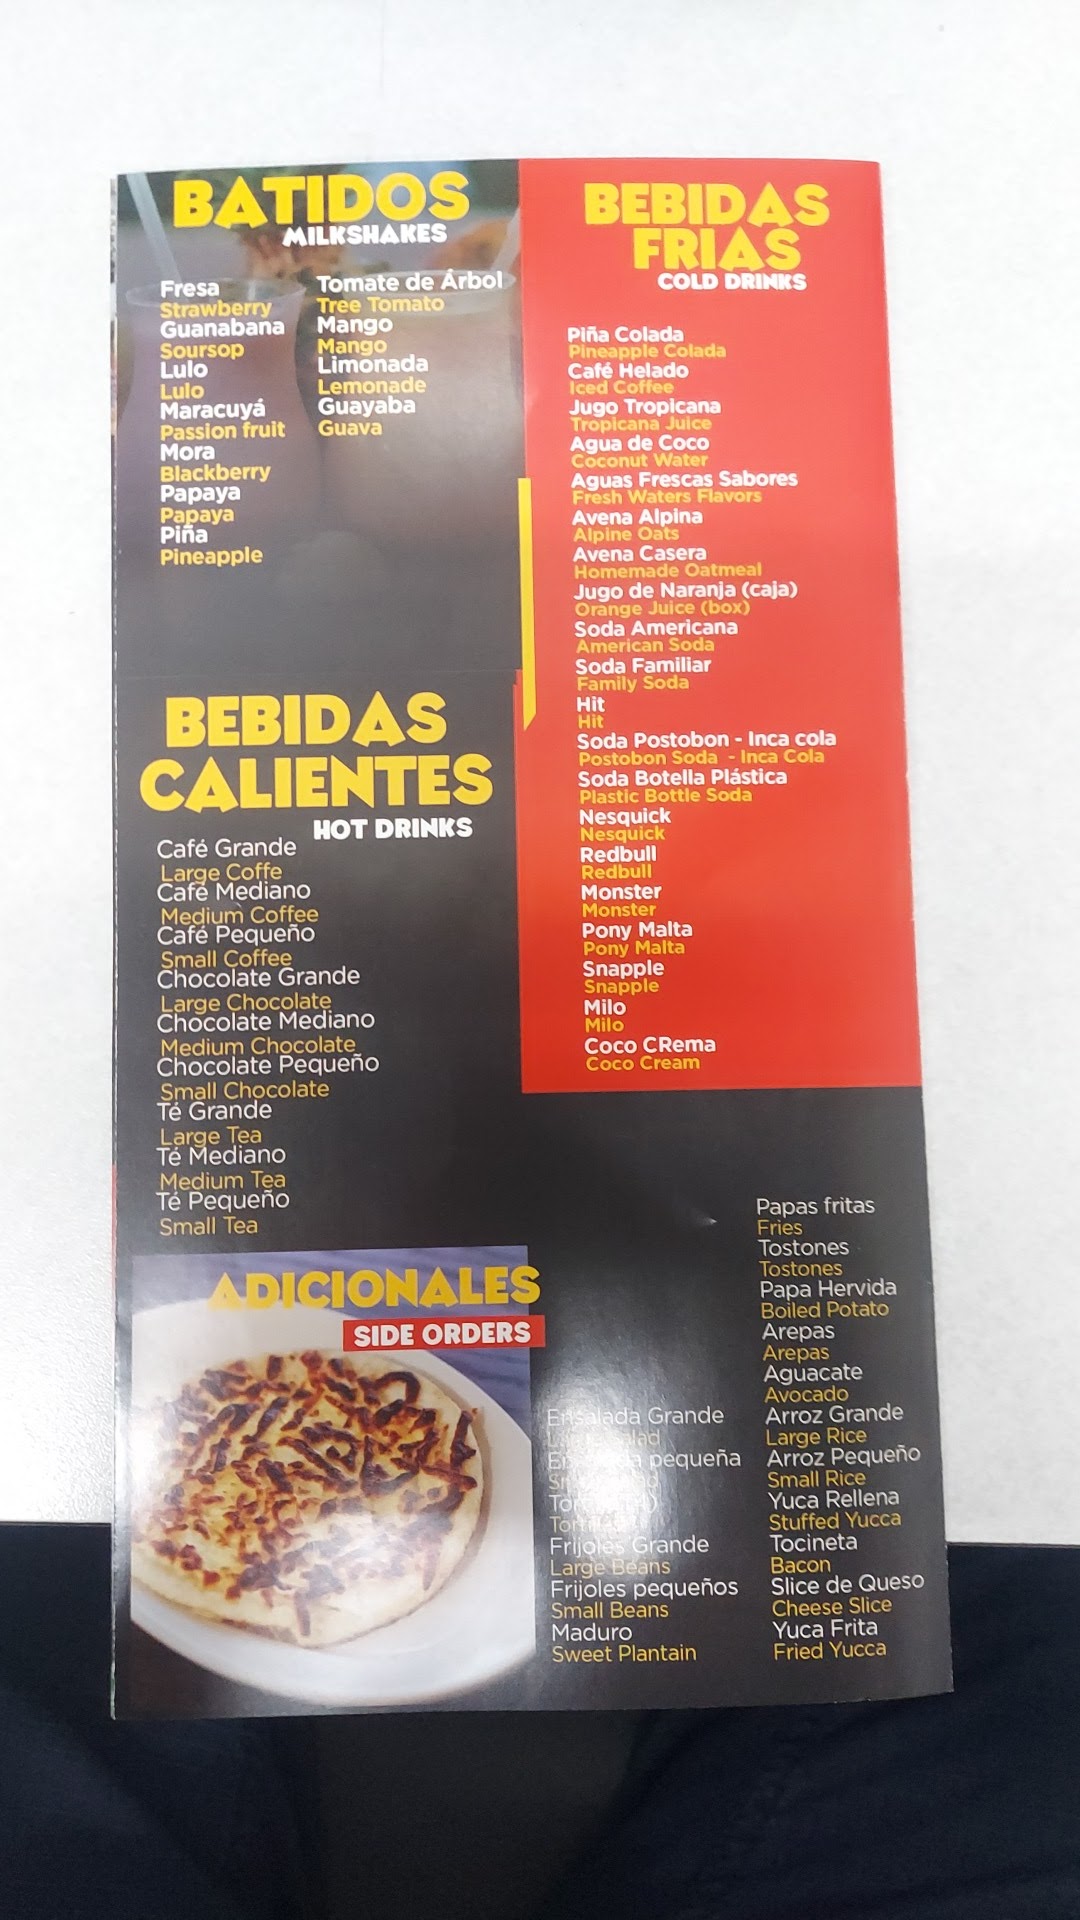 BATIDOS
MILKSHAKES
Fresa
Strawberry
Guanabana
Soursop
Lulo
Lulo
Maracuyá
Passion fruit
Mora
Blackberry
Papaya
Papaya
Piña
Pineapple
Tomate de Árbol
Tree Tomato
Mango
Mango
Limonada
Lemonade
Guayaba
Guava
BEBIDAS
FRIAS
COLD DRINKS
Piña Colada
Pineapple Colada
Café Helado
Iced Coffee
Jugo Tropicana
Tropicana Juice
Agua de Coco
Coconut Water
Aguas Frescas Sabores
Fresh Waters Flavors
Avena Alpina
Alpine Oats
Avena Casera
Homemade Oatmeal
Jugo de Naranja (caja)
Orange Juice (box)
Soda Americana
American Soda
Soda Familiar
Family Soda
Hit
Hit
Soda Postobon - Inca cola
Postobon Soda - Inca Cola
Soda Botella Plástica
Plastic Bottle Soda
Nesquick
Nesquick
Redbull
Redbull
Monster
Monster
Pony Malta
Pony Malta
Snapple
Snapple
Milo
Milo
Coco CRema
Coco Cream
BEBIDAS
CALIENTES
HOT DRINKS
Café Grande
Large Coffe
Café Mediano
Medium Coffee
Café Pequeño
Small Coffee
Chocolate Grande
Large Chocolate
Chocolate Mediano
Medium Chocolate
Chocolate Pequeño
Small Chocolate
Té Grande
Large Tea
Té Mediano
Medium Tea
Té Pequeño
Small Tea
ADICIONALES
SIDE ORDERS
Ensalada Grande
Large Salad
Ensalada pequeña
Frijoles Grande
Large Beans
Frijoles pequeños
Small Beans
Maduro
Sweet Plantain
Papas fritas
Fries
Tostones
Tostones
Papa Hervida
Boiled Potato
Arepas
Arepas
Aguacate
Avocado
Arroz Grande
Large Rice
Arroz Pequeño
Small Rice
Yuca Rellena
Stuffed Yucca
Tocineta
Bacon
Slice de Queso
Cheese Slice
Yuca Frita
Fried Yucca